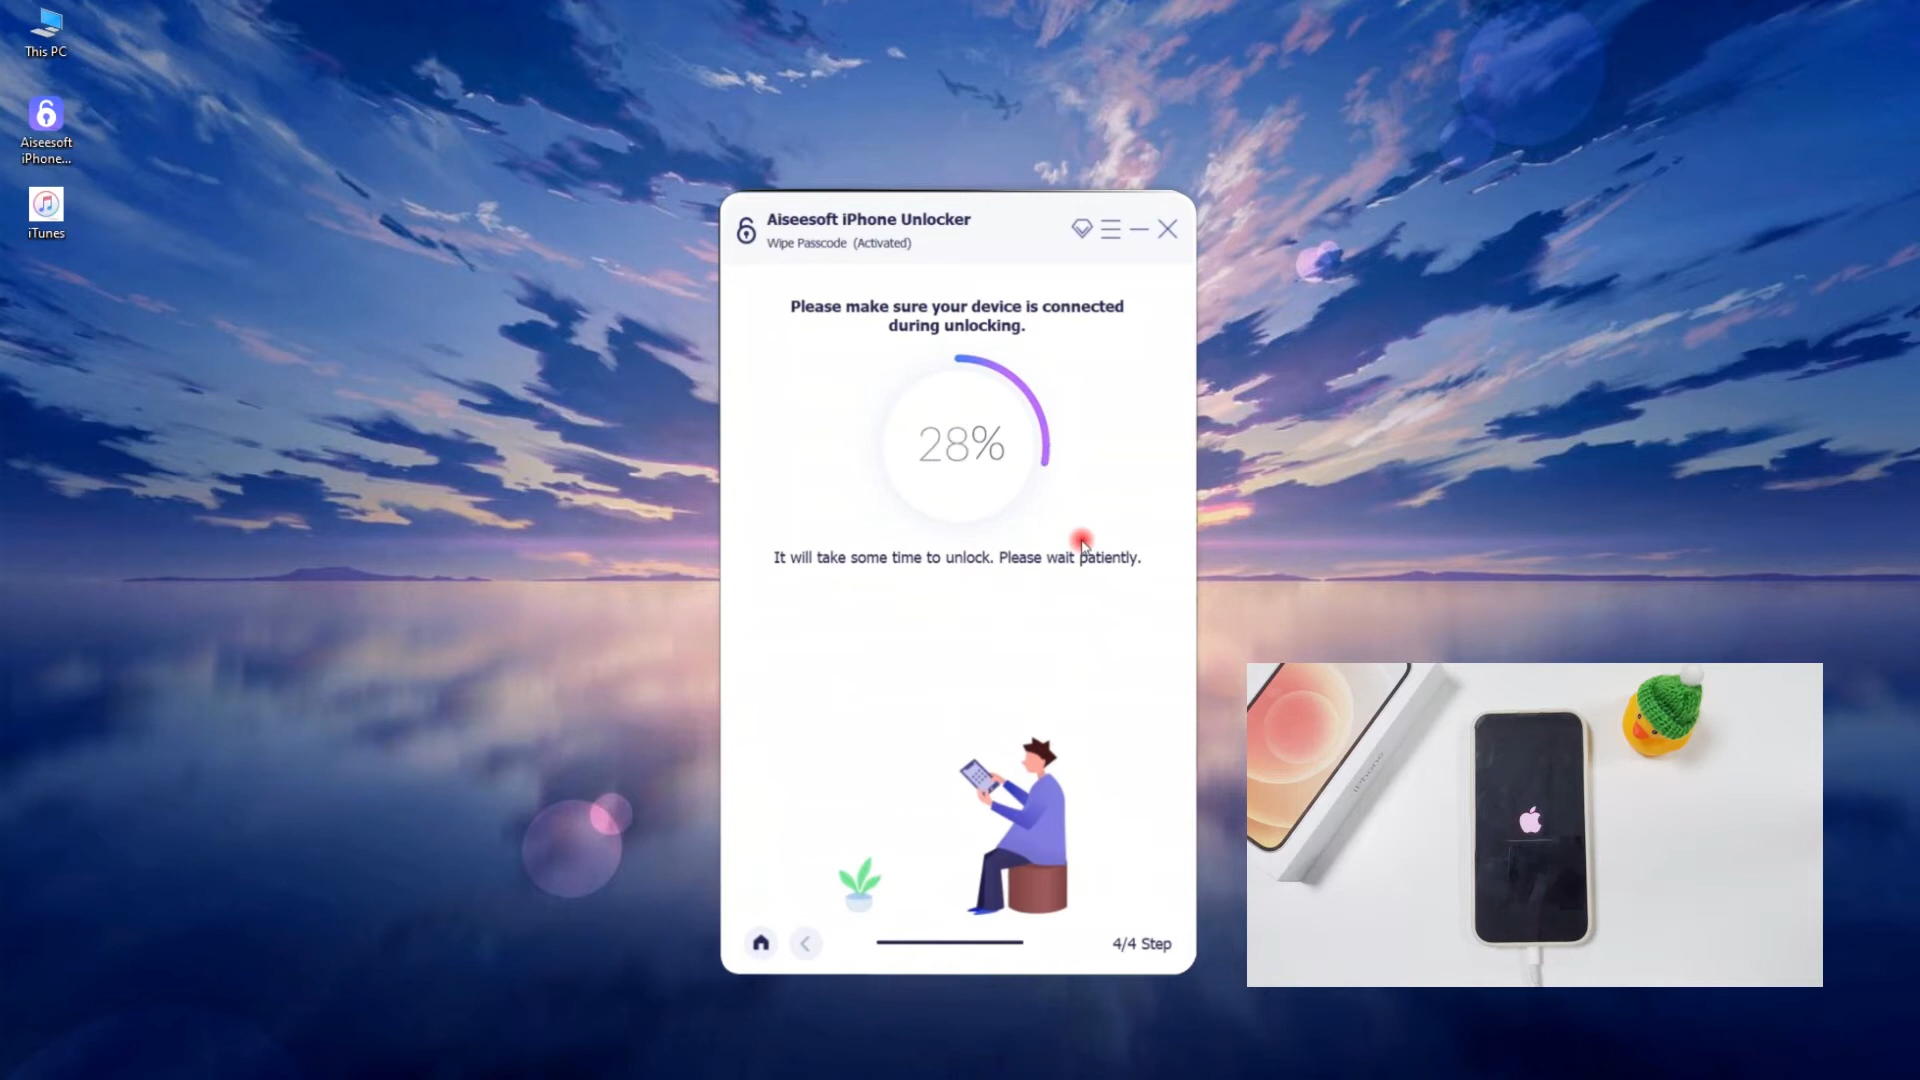 This PC
Aiseesoft
iPhone...
iTunes
Aiseesoft iPhone Unlocker
Wipe Passcode (Activated)
Please make sure your device is connected
during unlocking.
28%
It will take some time to unlock. Please wait patiently.
4/4 Step
iPhone